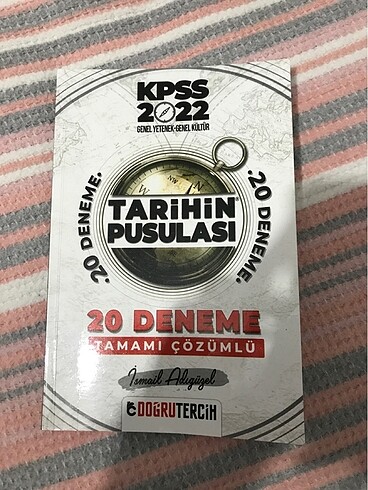 KPSS
2022
GENEL YETENEK-GENEL KÜLTÜR
.20 DENEME.
TARİHİN
PUSULASI
.20 DENEME.
20 DENEME
TAMAMI ÇÖZÜMLÜ
İsmail Adıgüzel
DOĞRUTERCİH